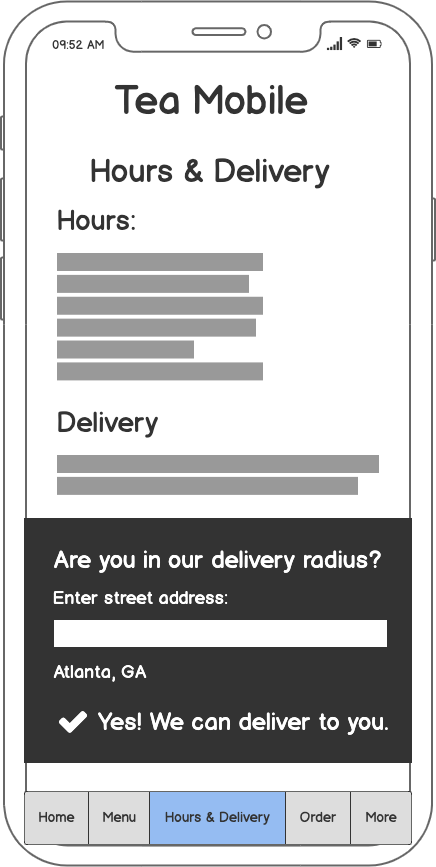 09:52 AM
Tea Mobile
Hours & Delivery
Hours:
Delivery
Are you in our delivery radius?
Enter street address:
Atlanta, GA
Yes! We can deliver to you.
Home Menu Hours & Delivery Order More